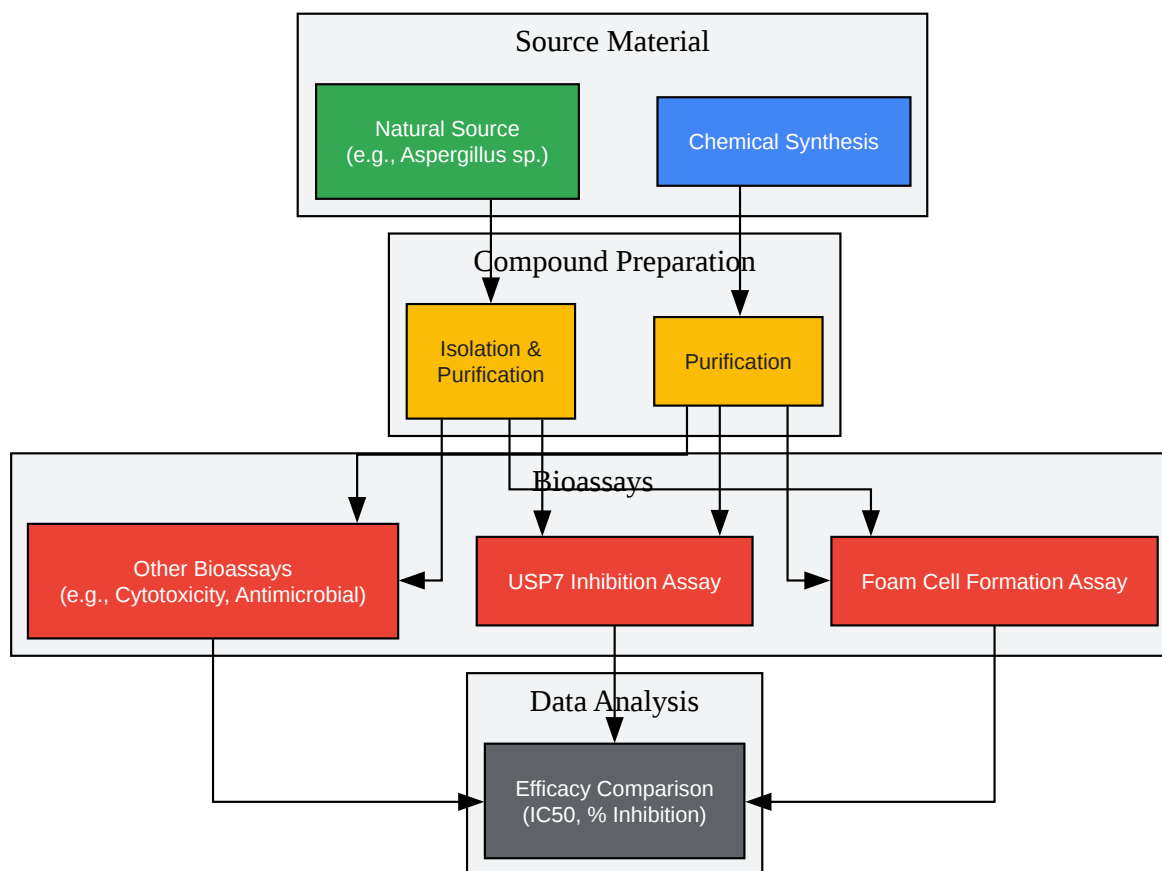 Source Material
Natural Source
(e.g., Aspergillus sp.)
Chemical Synthesis
Compound Preparation
Isolation &
Purification
Purification
Bioassays
Other Bioassays
(e.g., Cytotoxicity, Antimicrobial)
USP7 Inhibition Assay
Foam Cell Formation Assay
Data Analysis
Efficacy Comparison
(IC50, % Inhibition)